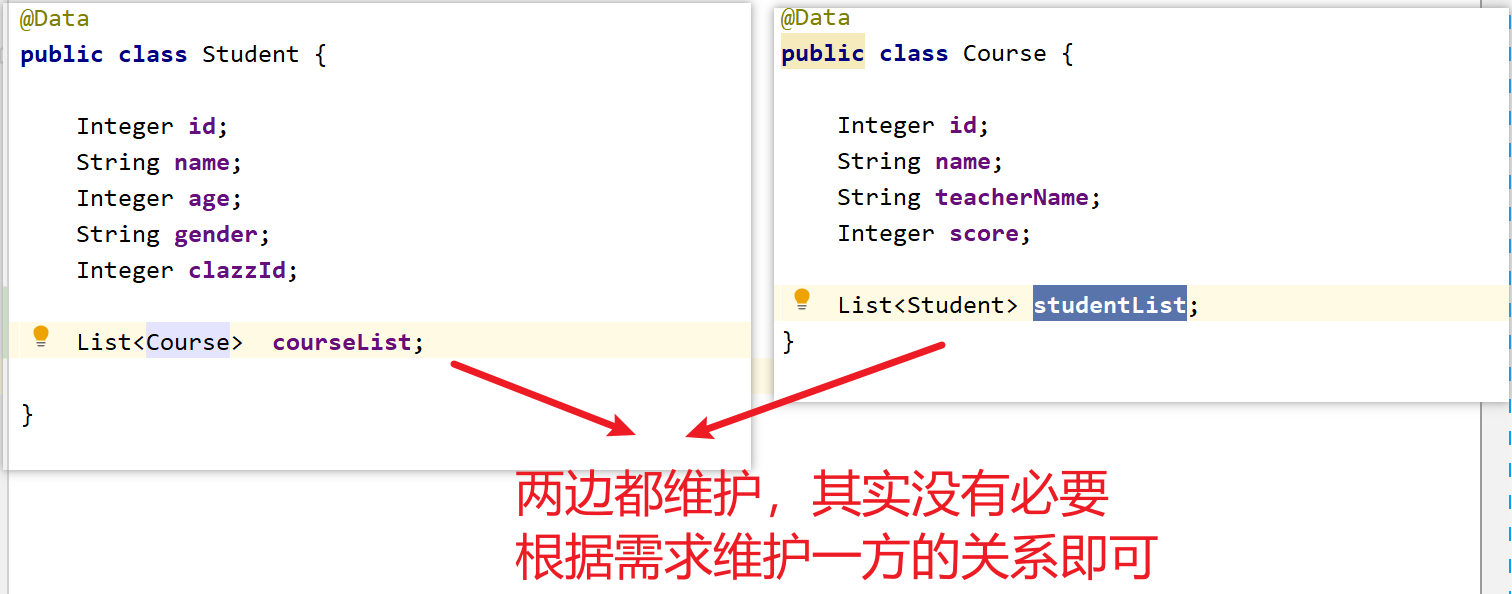 @Data
public class Student {
Integer id;
String name;
Integer age;
String gender;
Integer clazzId;
List<Course>  courseList;
}
@Data
public class Course {
Integer id;
String name;
String teacherName;
Integer score;
List<Student> studentList;
}
两边都维护，其实没有必要
根据需求维护一方的关系即可